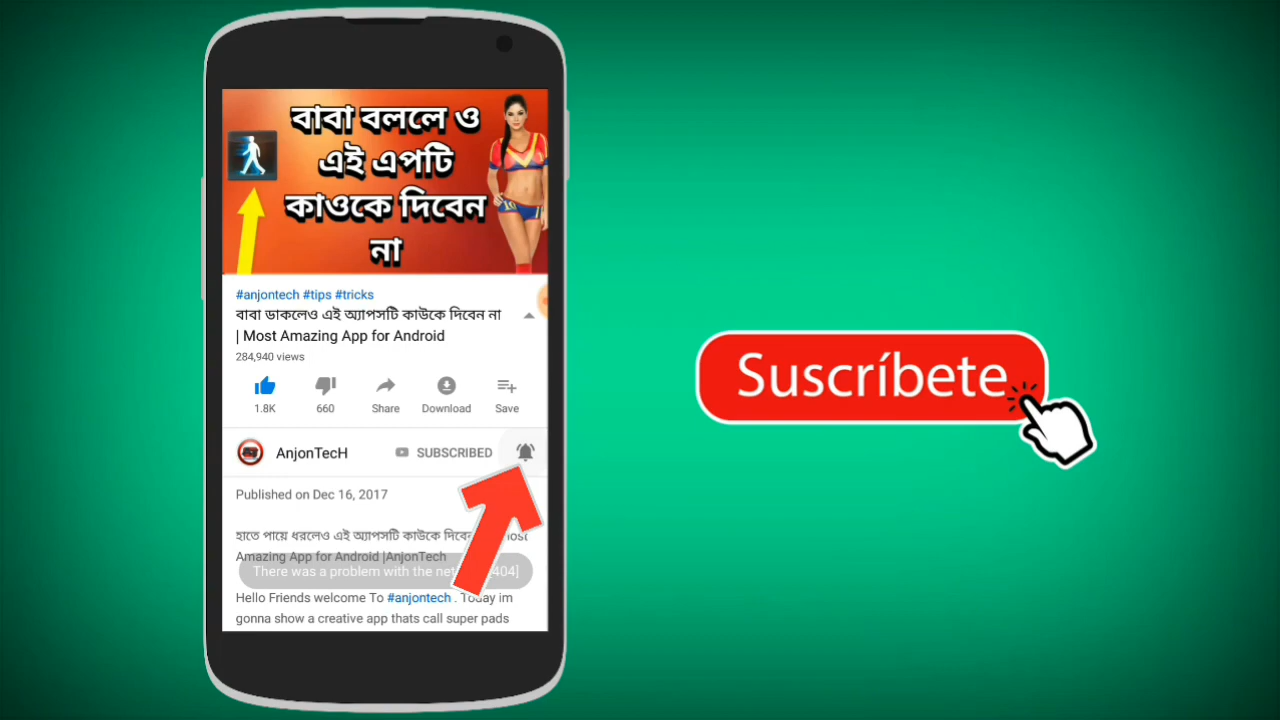 বাবা বললে ও
এই এপটি
কাওকে দিবেন
না
#anjontech #tips #tricks
বাবা ডাকলেও এই অ্যাপসটি কাউকে দিবেন না
| Most Amazing App for Android
284,940 views
1.8K 660 Share Download Save
AnjonTecH SUBSCRIBED
Published on Dec 16, 2017
হাতে পায়ে ধরলেও এই অ্যাপসটি কাউকে দিবেন
Amazing App for Android |AnjonTech
There was a problem with the [404]
Hello Friends welcome To #anjontech . Today im
gonna show a creative app thats call super pads
Suscríbete